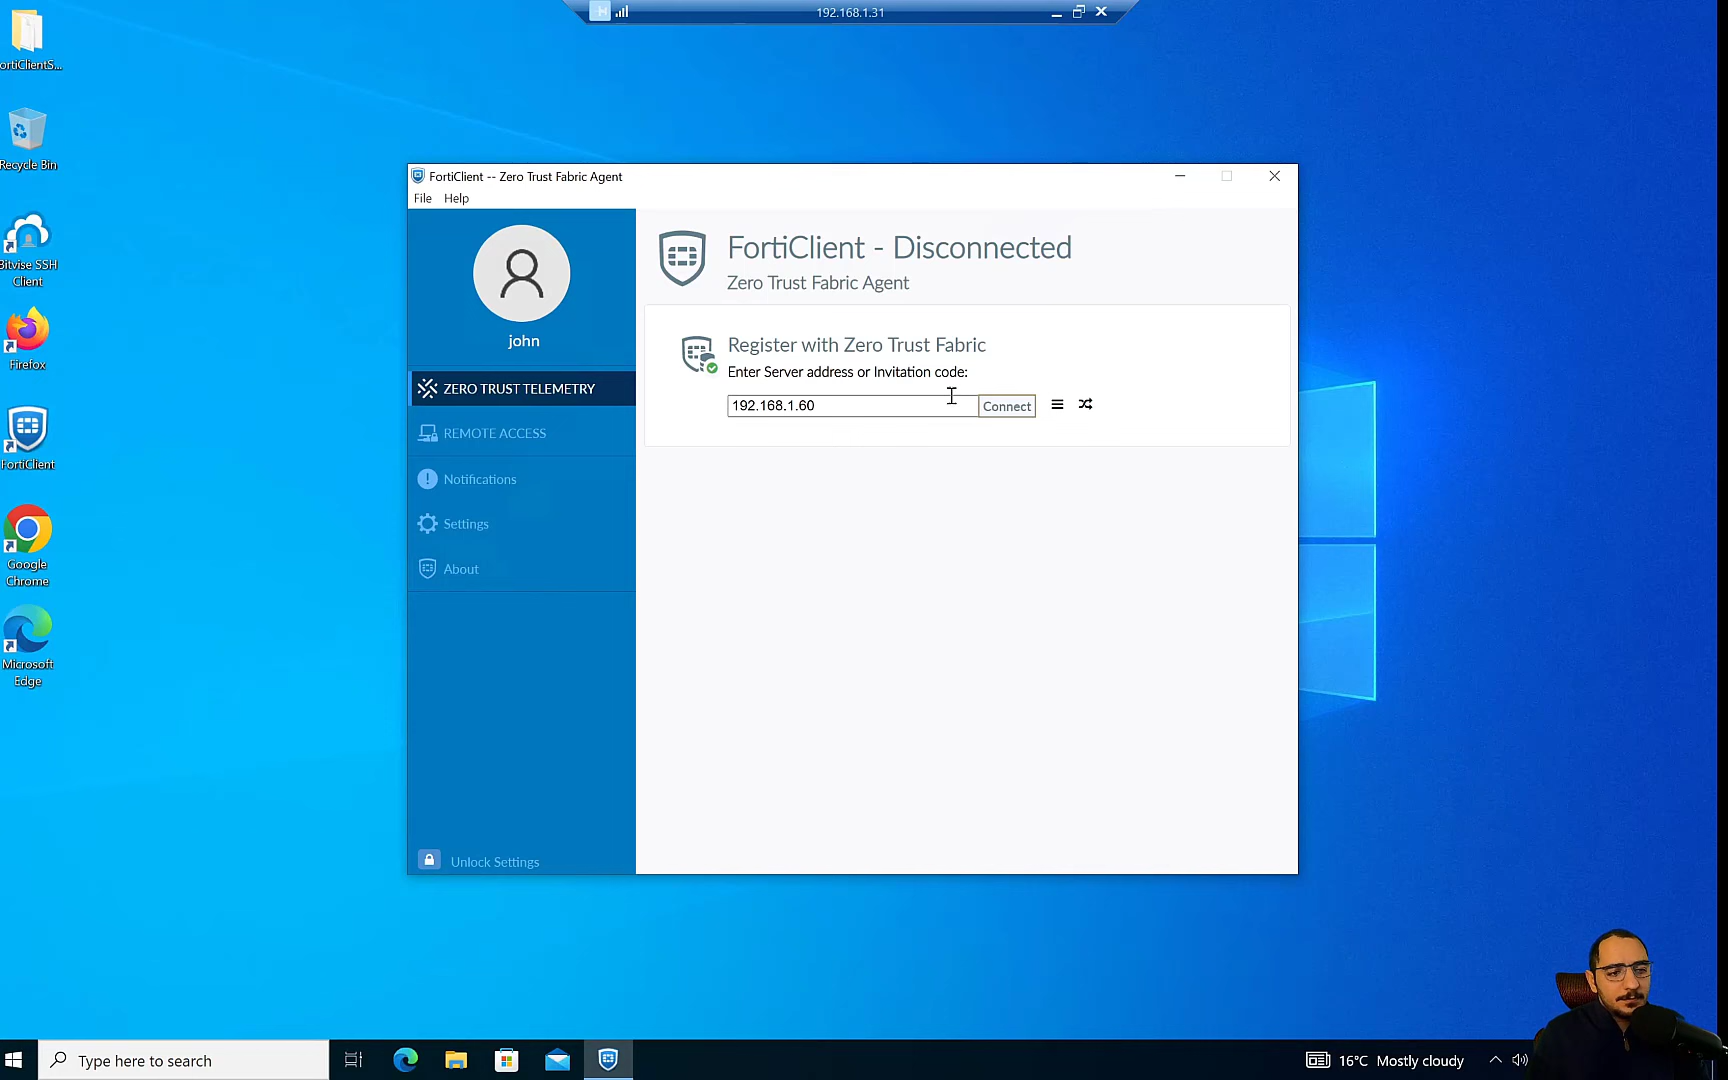 192.168.1.31
ortiClientS...
Recycle Bin
Bitvise SSH
Client
Firefox
FortiClient
Google
Chrome
Microsoft
Edge
FortiClient -- Zero Trust Fabric Agent
File Help
john
ZERO TRUST TELEMETRY
REMOTE ACCESS
Notifications
Settings
About
Unlock Settings
FortiClient - Disconnected
Zero Trust Fabric Agent
Register with Zero Trust Fabric
Enter Server address or Invitation code:
192.168.1.60 Connect
Type here to search
16°C Mostly cloudy